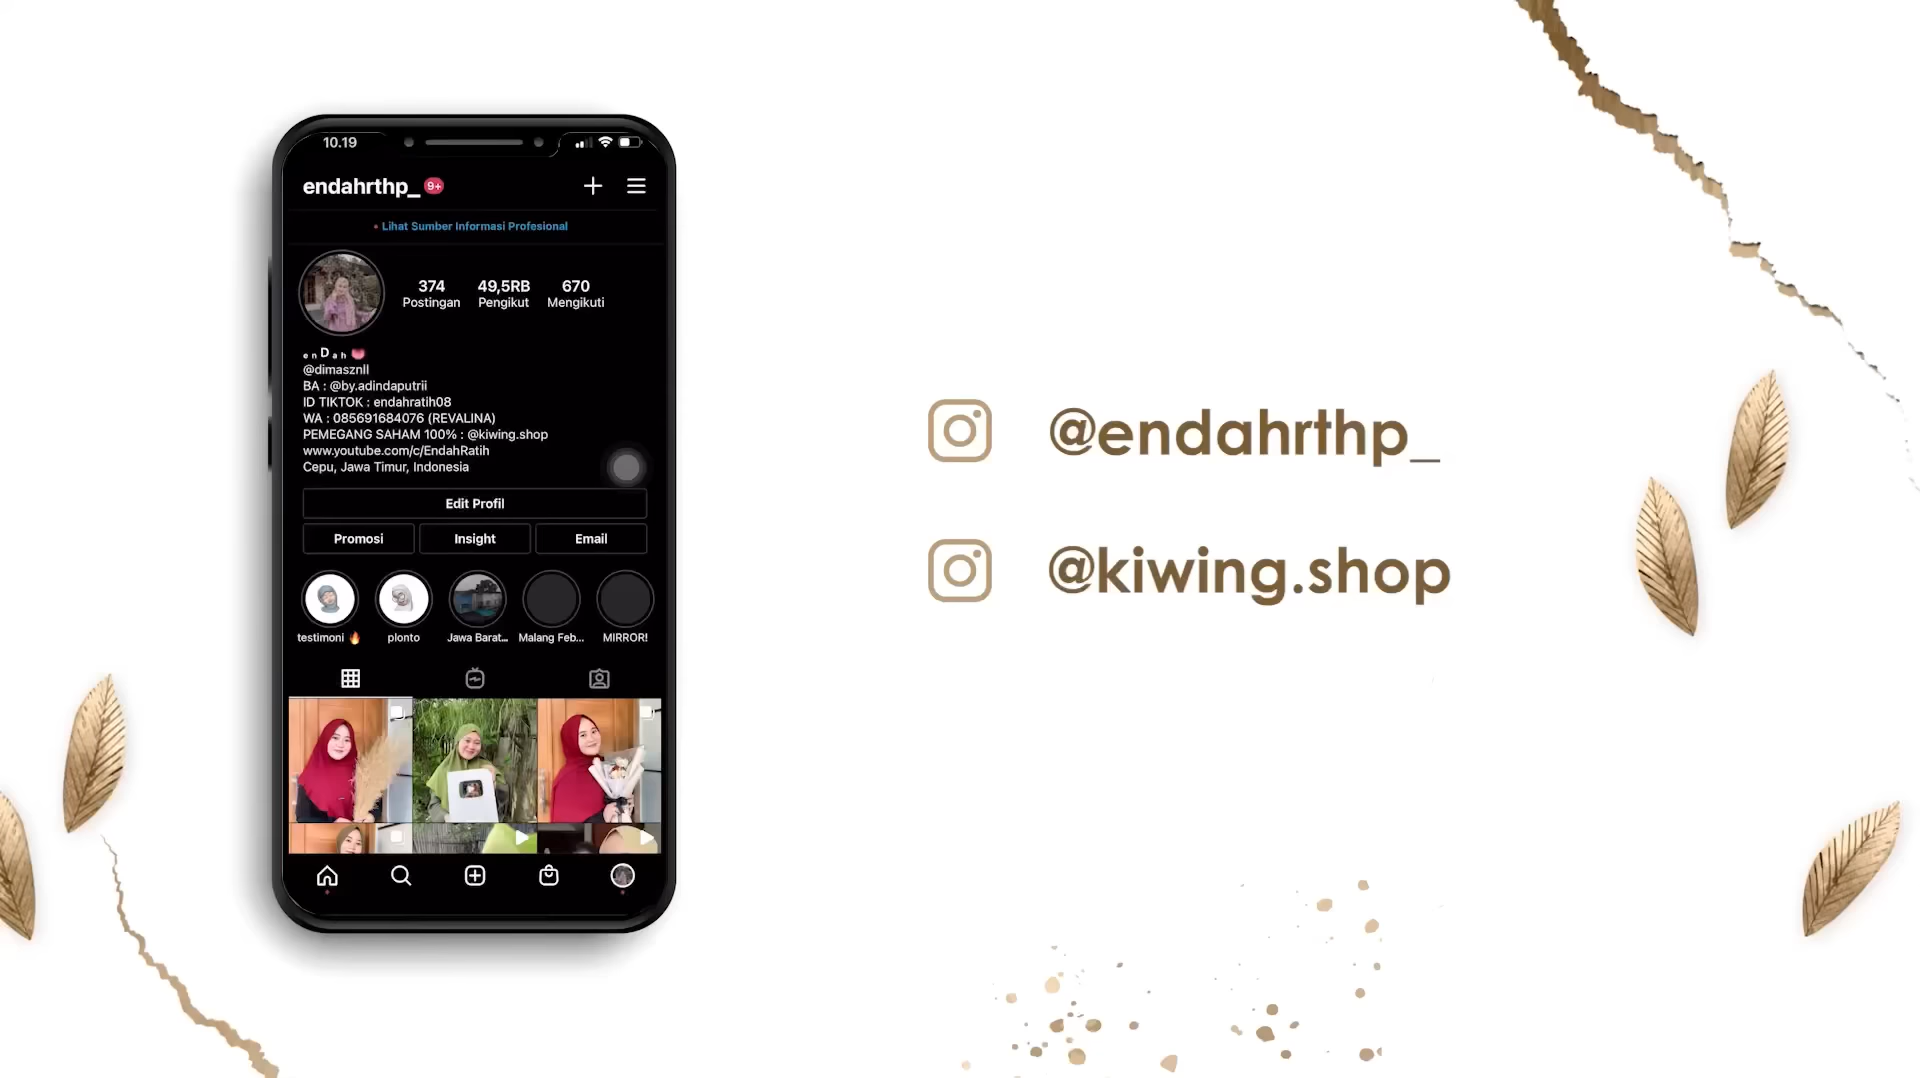 10.19
endahrthp_ 9+
Lihat Sumber Informasi Profesional
374 49,5RB 670
Postingan Pengikut Mengikuti
enDah
@dimasznll
BA : @by.adindaputrii
ID TIKTOK : endahratih08
WA : 085691684076 (REVALINA)
PEMEGANG SAHAM 100% : @kiwing.shop
www.youtube.com/c/EndahRatih
Cepu, Jawa Timur, Indonesia
Edit Profil
Promosi Insight Email
testimoni 🔥 plonto Jawa Barat... Malang Feb... MIRROR!
@endahrthp_
@kiwing.shop